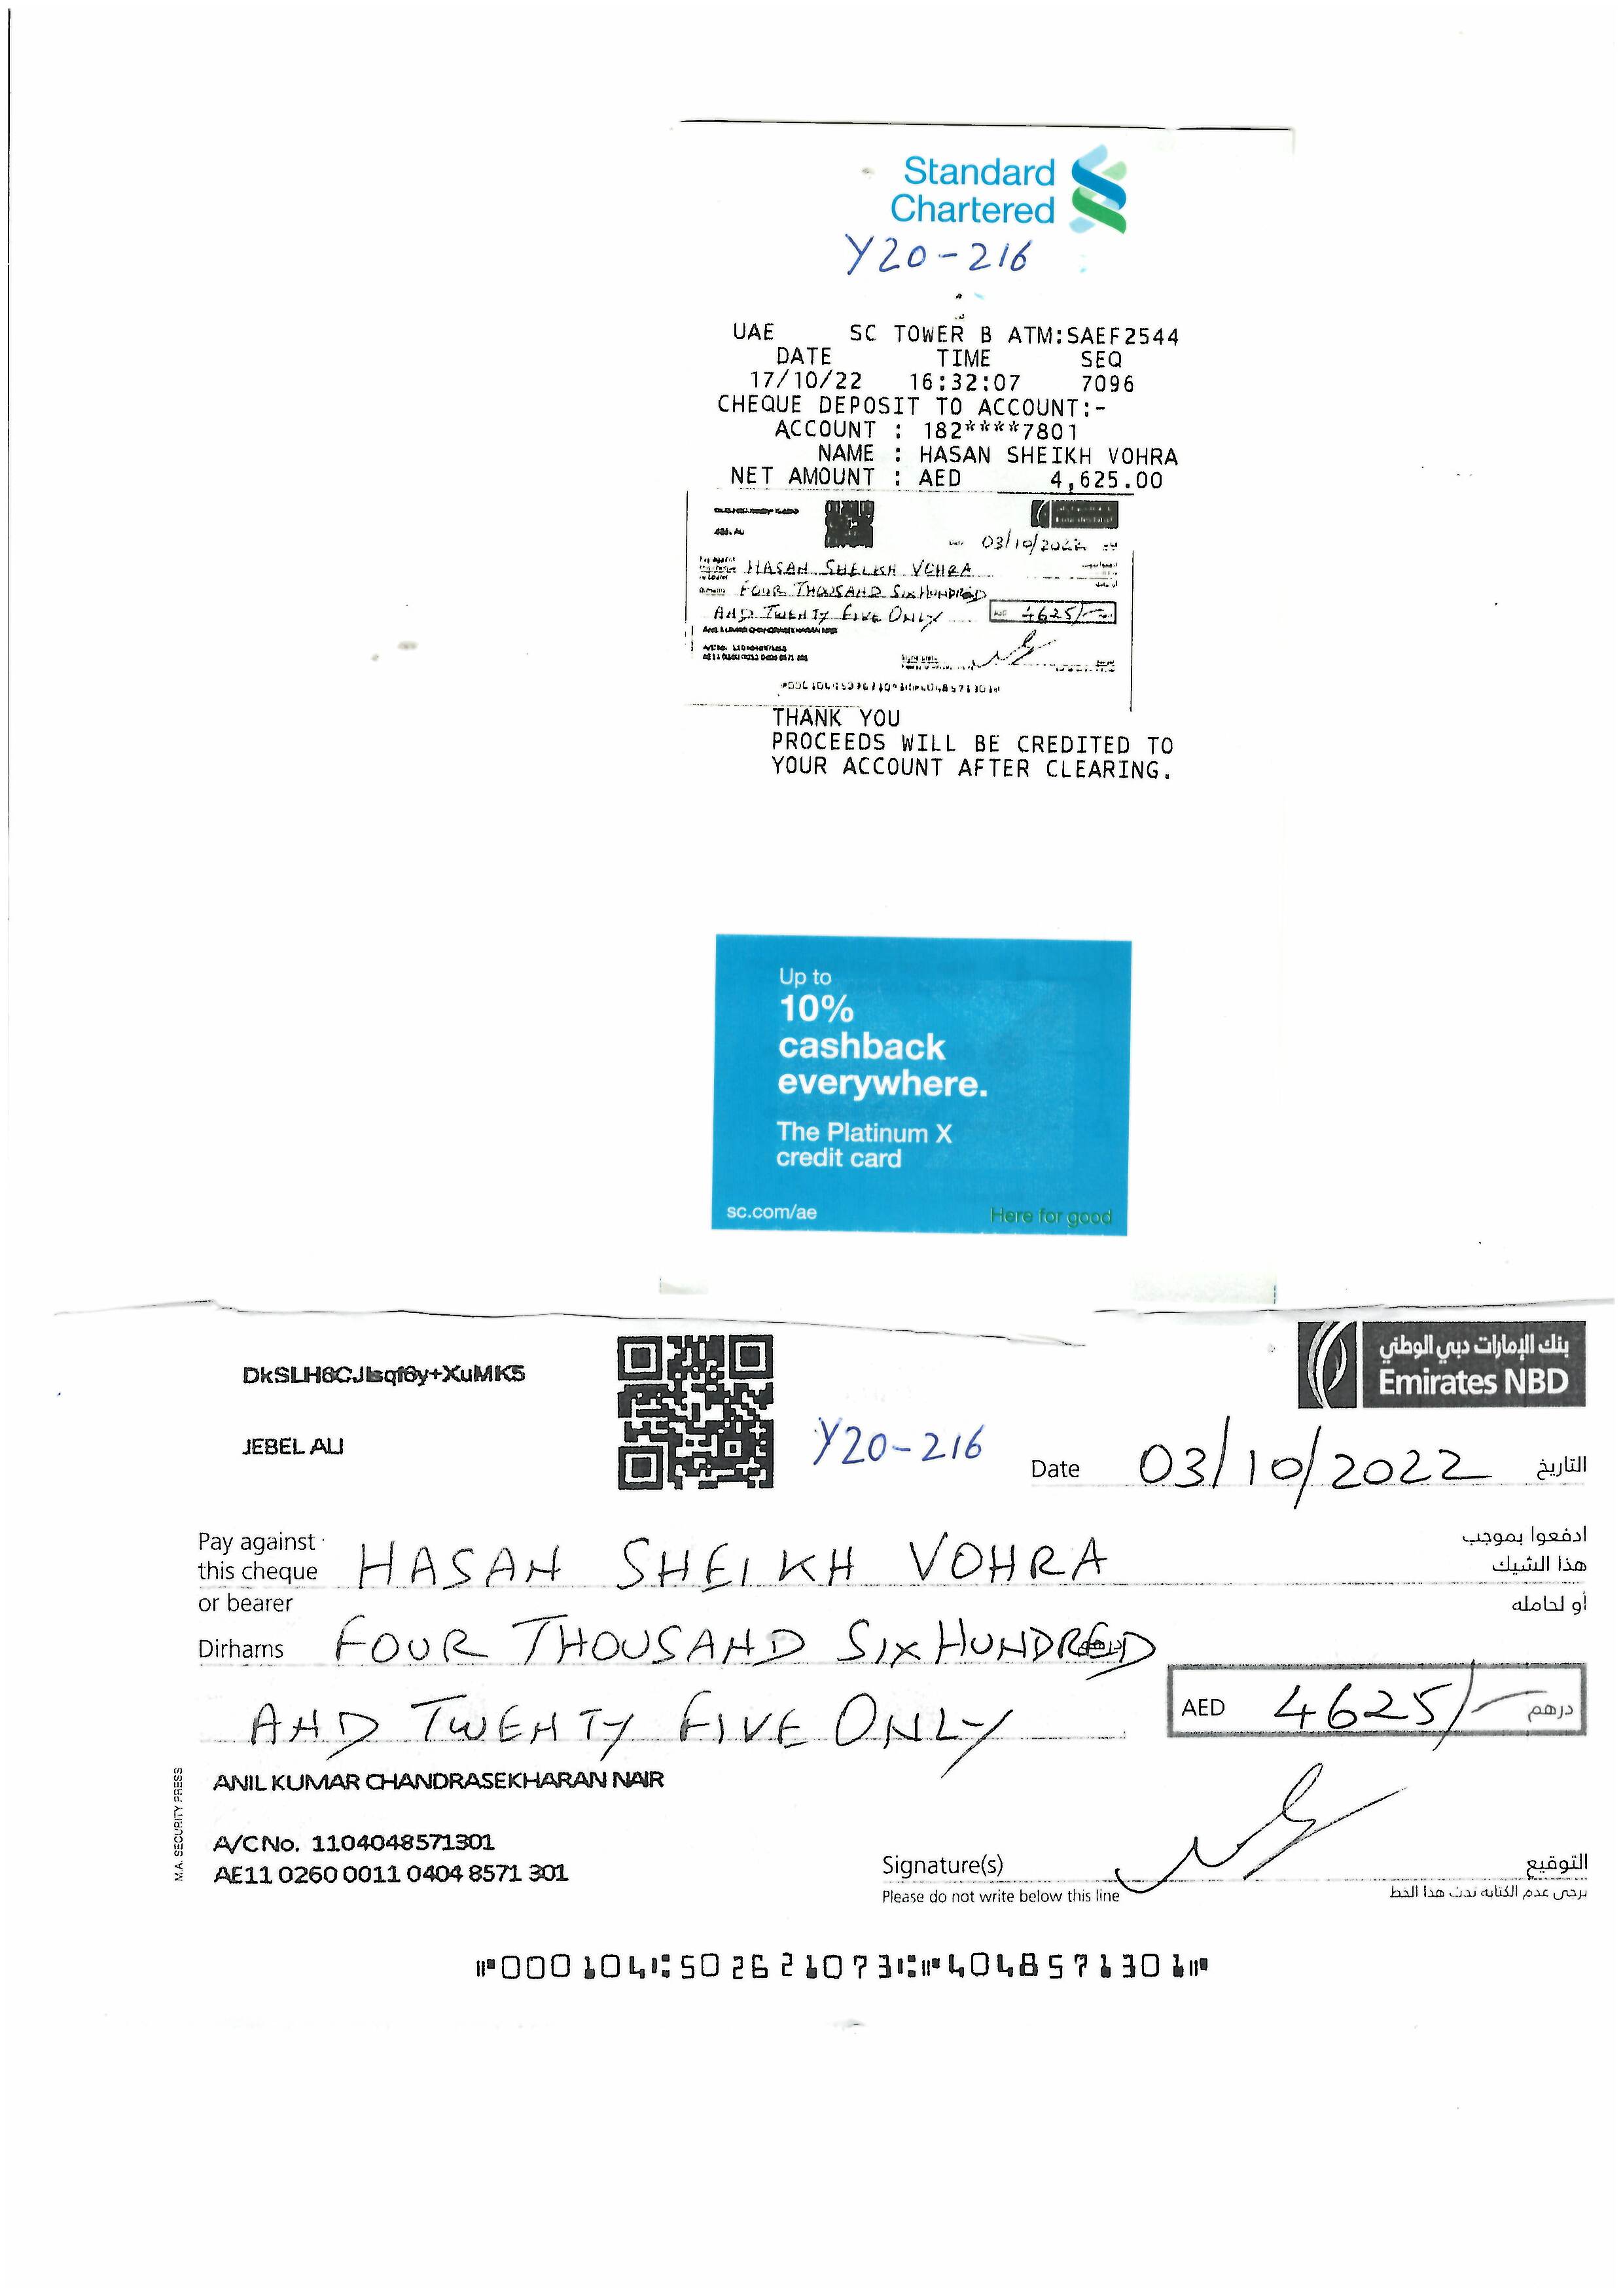 Standard
Chartered
Y20-216
UAE SC TOWER B ATM:SAEF2544
DATE TIME SEQ
17/10/22 16:32:07 7096
CHEQUE DEPOSIT TO ACCOUNT:-
ACCOUNT : 182****7801
NAME : HASAN SHEIKH VOHRA
NET AMOUNT : AED 4,625.00
Date 03/10/2022
HASAN SHEIKH VOHRA
FOUR THOUSAND SIX HUNDRED
AND TWENTY FIVE ONLY AED 4625/-
ANIL KUMAR CHANDRASEKHARAN NAIR
THANK YOU
PROCEEDS WILL BE CREDITED TO
YOUR ACCOUNT AFTER CLEARING.
Up to
10%
cashback
everywhere.
The Platinum X
credit card
sc.com/ae Here for good
بنك الإمارات دبي الوطني
Emirates NBD
JEBEL ALI
Y20-216
Date 03/10/2022 التاريخ
Pay against ادفعوا بموجب
this cheque HASAN SHEIKH VOHRA هذا الشيك
or bearer أو لحامله
Dirhams FOUR THOUSAND SIX HUNDRED
AND TWENTY FIVE ONLY AED 4625/- درهم
M.A. SECURITY PRESS
ANIL KUMAR CHANDRASEKHARAN NAIR
A/C No. 1104048571301
AE11 0260 0011 0404 8571 301
Signature(s) التوقيع
Please do not write below this line يرجى عدم الكتابة تحت هذا الخط
⑈000104⑆502621073⑆⑈4048571301⑈